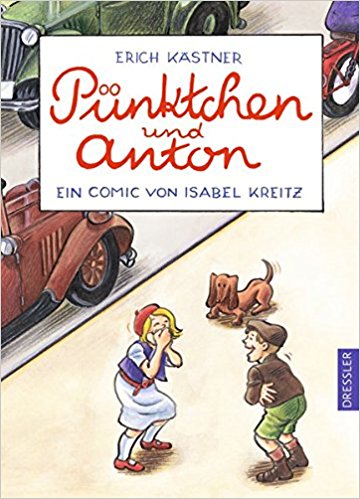 ERICH KÄSTNER
Pünktchen
und
Anton
EIN COMIC VON ISABEL KREITZ
DRESSLER